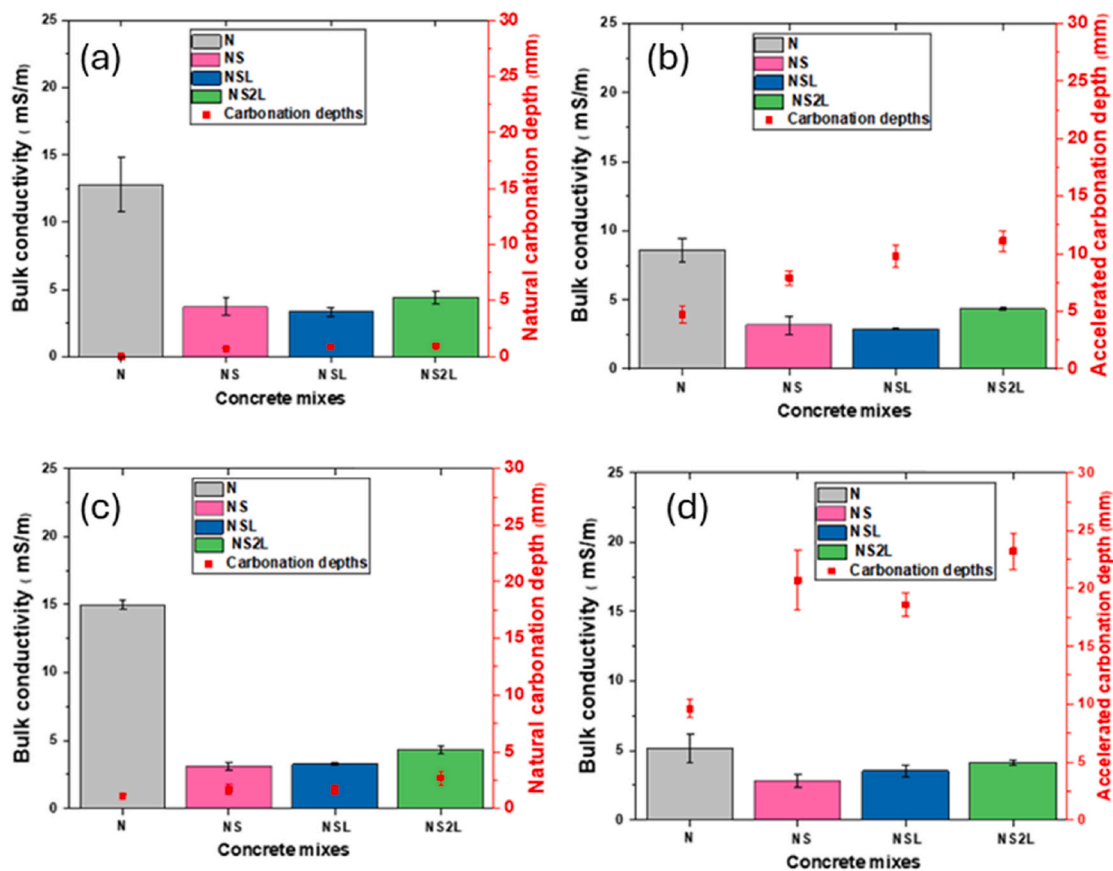 (a)
N
NS
NSL
NS2L
Carbonation depths
25
20
15
10
5
0
Bulk conductivity ( mS/m)
30
25
20
15
10
5
0
Natural carbonation depth (mm)
N NS NSL NS2L
Concrete mixes
(b)
N
NS
NSL
NS2L
Carbonation depths
25
20
15
10
5
0
Bulk conductivity ( mS/m)
30
25
20
15
10
5
0
Accelerated carbonation depth (mm)
N NS NSL NS2L
Concrete mixes
(c)
N
NS
NSL
NS2L
Carbonation depths
25
20
15
10
5
0
Bulk conductivity ( mS/m)
30
25
20
15
10
5
0
Natural carbonation depth (mm)
N NS NSL NS2L
Concrete mixes
(d)
N
NS
NSL
NS2L
Carbonation depths
25
20
15
10
5
0
Bulk conductivity ( mS/m)
30
25
20
15
10
5
0
Accelerated carbonation depth (mm)
N NS NSL NS2L
Concrete mixes